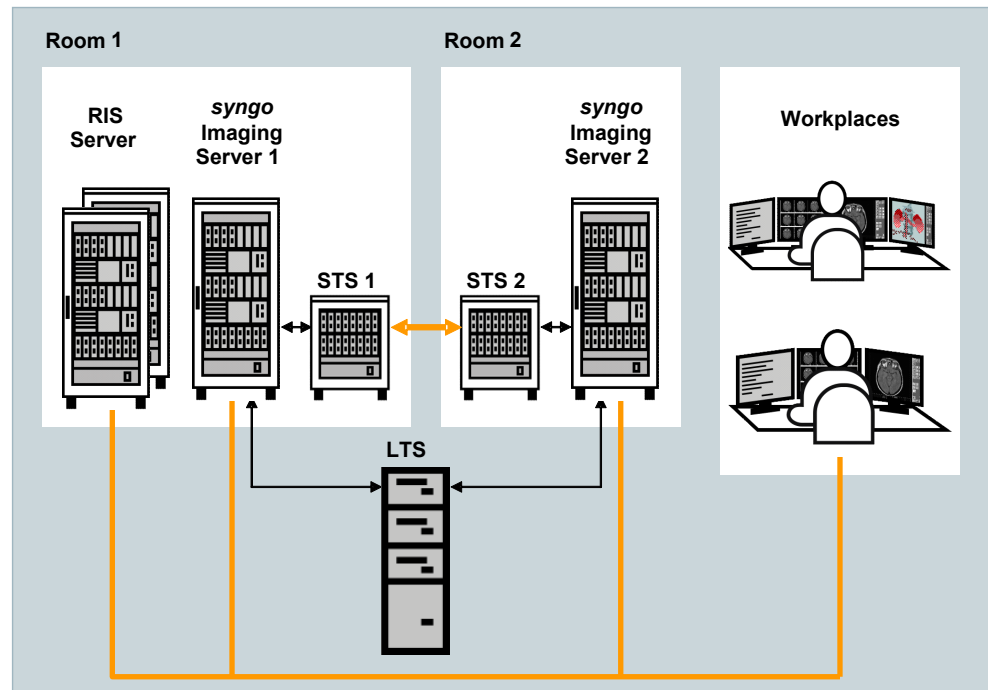 Room 1
Room 2
RIS
Server
syngo
Imaging
Server 1
STS 1
STS 2
syngo
Imaging
Server 2
Workplaces
LTS